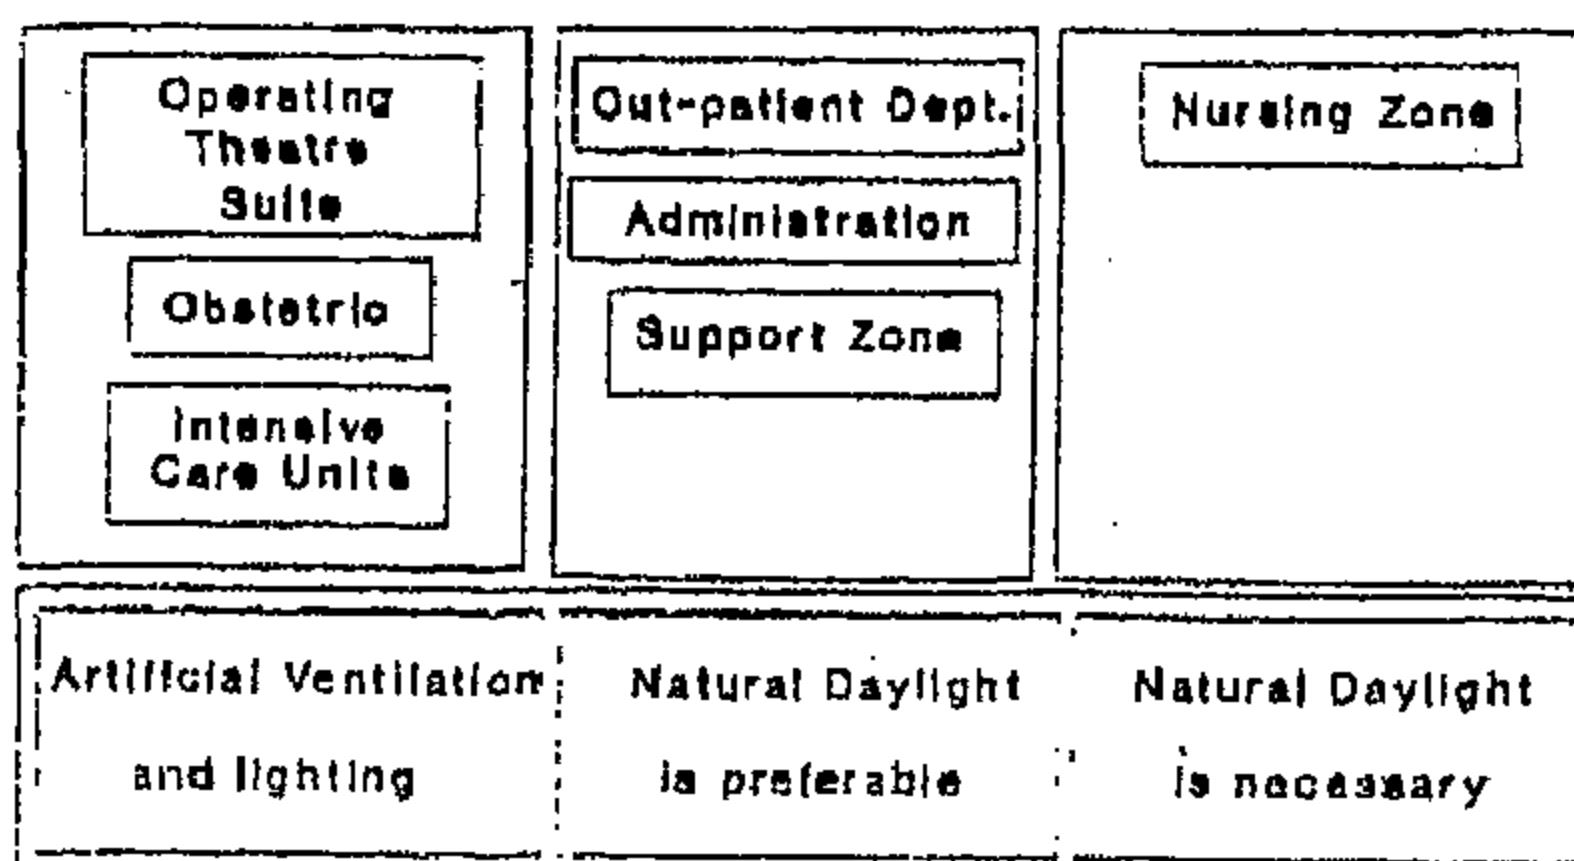 Operating
Theatre
Suite
Obstetric
Intensive
Care Units
Out-patient Dept.
Administration
Support Zone
Nursing Zone
Artificial Ventilation
and lighting
Natural Daylight
is preferable
Natural Daylight
is necessary